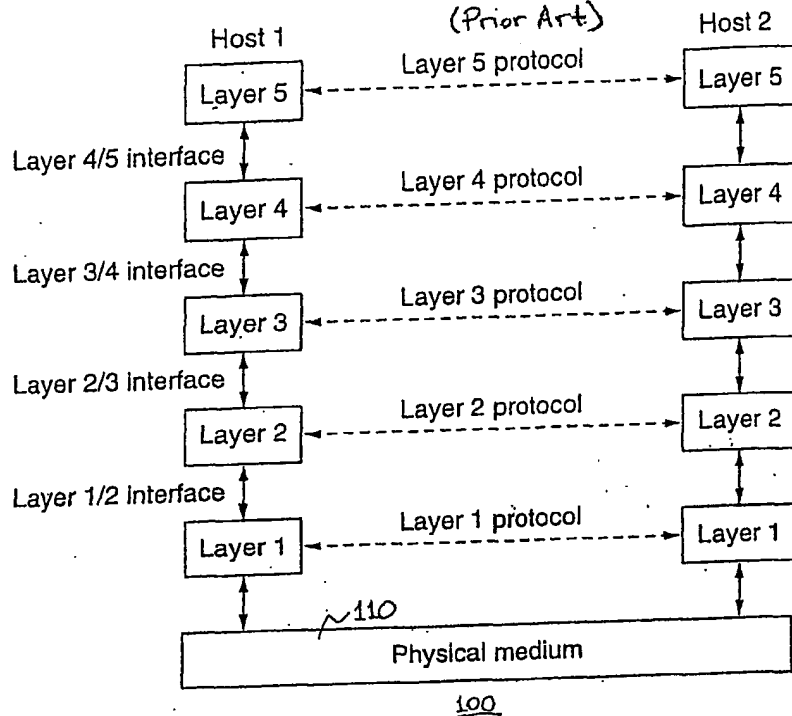 (Prior Art)
Host 1
Host 2
Layer 5
Layer 5 protocol
Layer 5
Layer 4/5 interface
Layer 4
Layer 4 protocol
Layer 4
Layer 3/4 interface
Layer 3
Layer 3 protocol
Layer 3
Layer 2/3 interface
Layer 2
Layer 2 protocol
Layer 2
Layer 1/2 interface
Layer 1
Layer 1 protocol
Layer 1
110
Physical medium
100